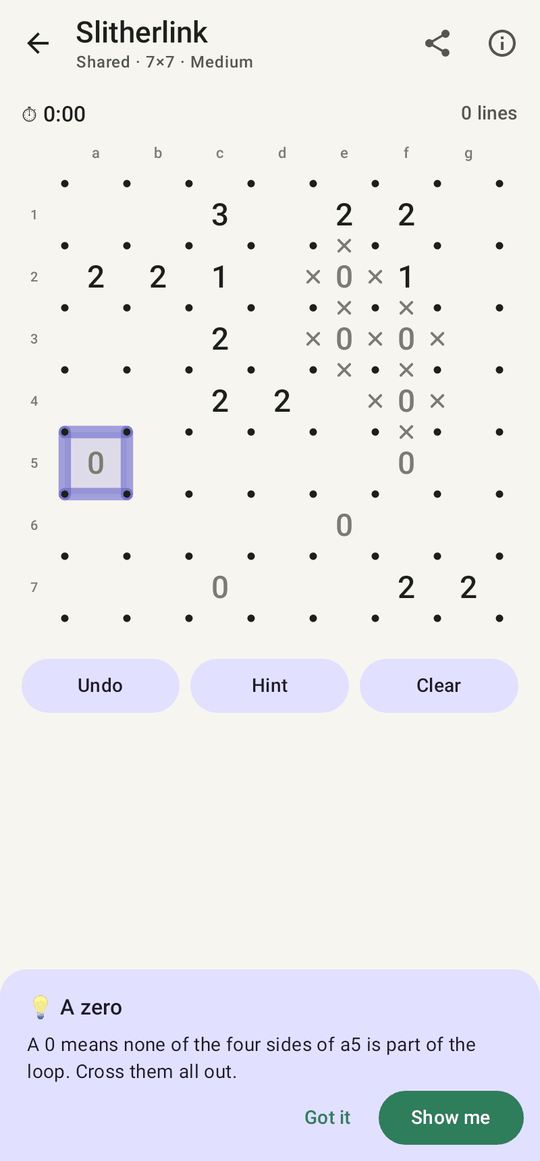 Slitherlink
Shared · 7×7 · Medium
⏱ 0:00
0 lines
a b c d e f g
1 3 2 2
×
2 2 2 1 × 0 × 1
× ×
3 2 × 0 × 0 ×
× ×
4 2 2 × 0 ×
×
5 0 0
6 0
7 0 2 2
Undo
Hint
Clear
💡 A zero
A 0 means none of the four sides of a5 is part of the
loop. Cross them all out.
Got it
Show me